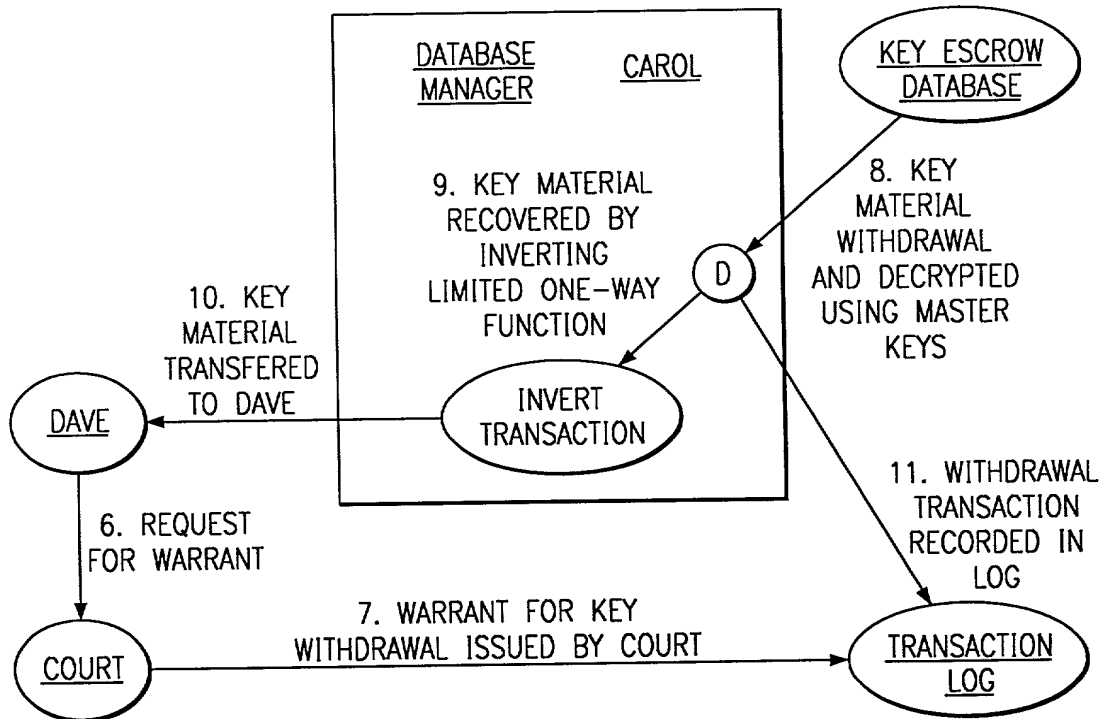 DATABASE
MANAGER
CAROL
KEY ESCROW
DATABASE
9. KEY MATERIAL
RECOVERED BY
INVERTING
LIMITED ONE-WAY
FUNCTION
8. KEY
MATERIAL
WITHDRAWAL
AND DECRYPTED
USING MASTER
KEYS
D
10. KEY
MATERIAL
TRANSFERED
TO DAVE
INVERT
TRANSACTION
DAVE
11. WITHDRAWAL
TRANSACTION
RECORDED IN
LOG
6. REQUEST
FOR WARRANT
7. WARRANT FOR KEY
WITHDRAWAL ISSUED BY COURT
COURT
TRANSACTION
LOG